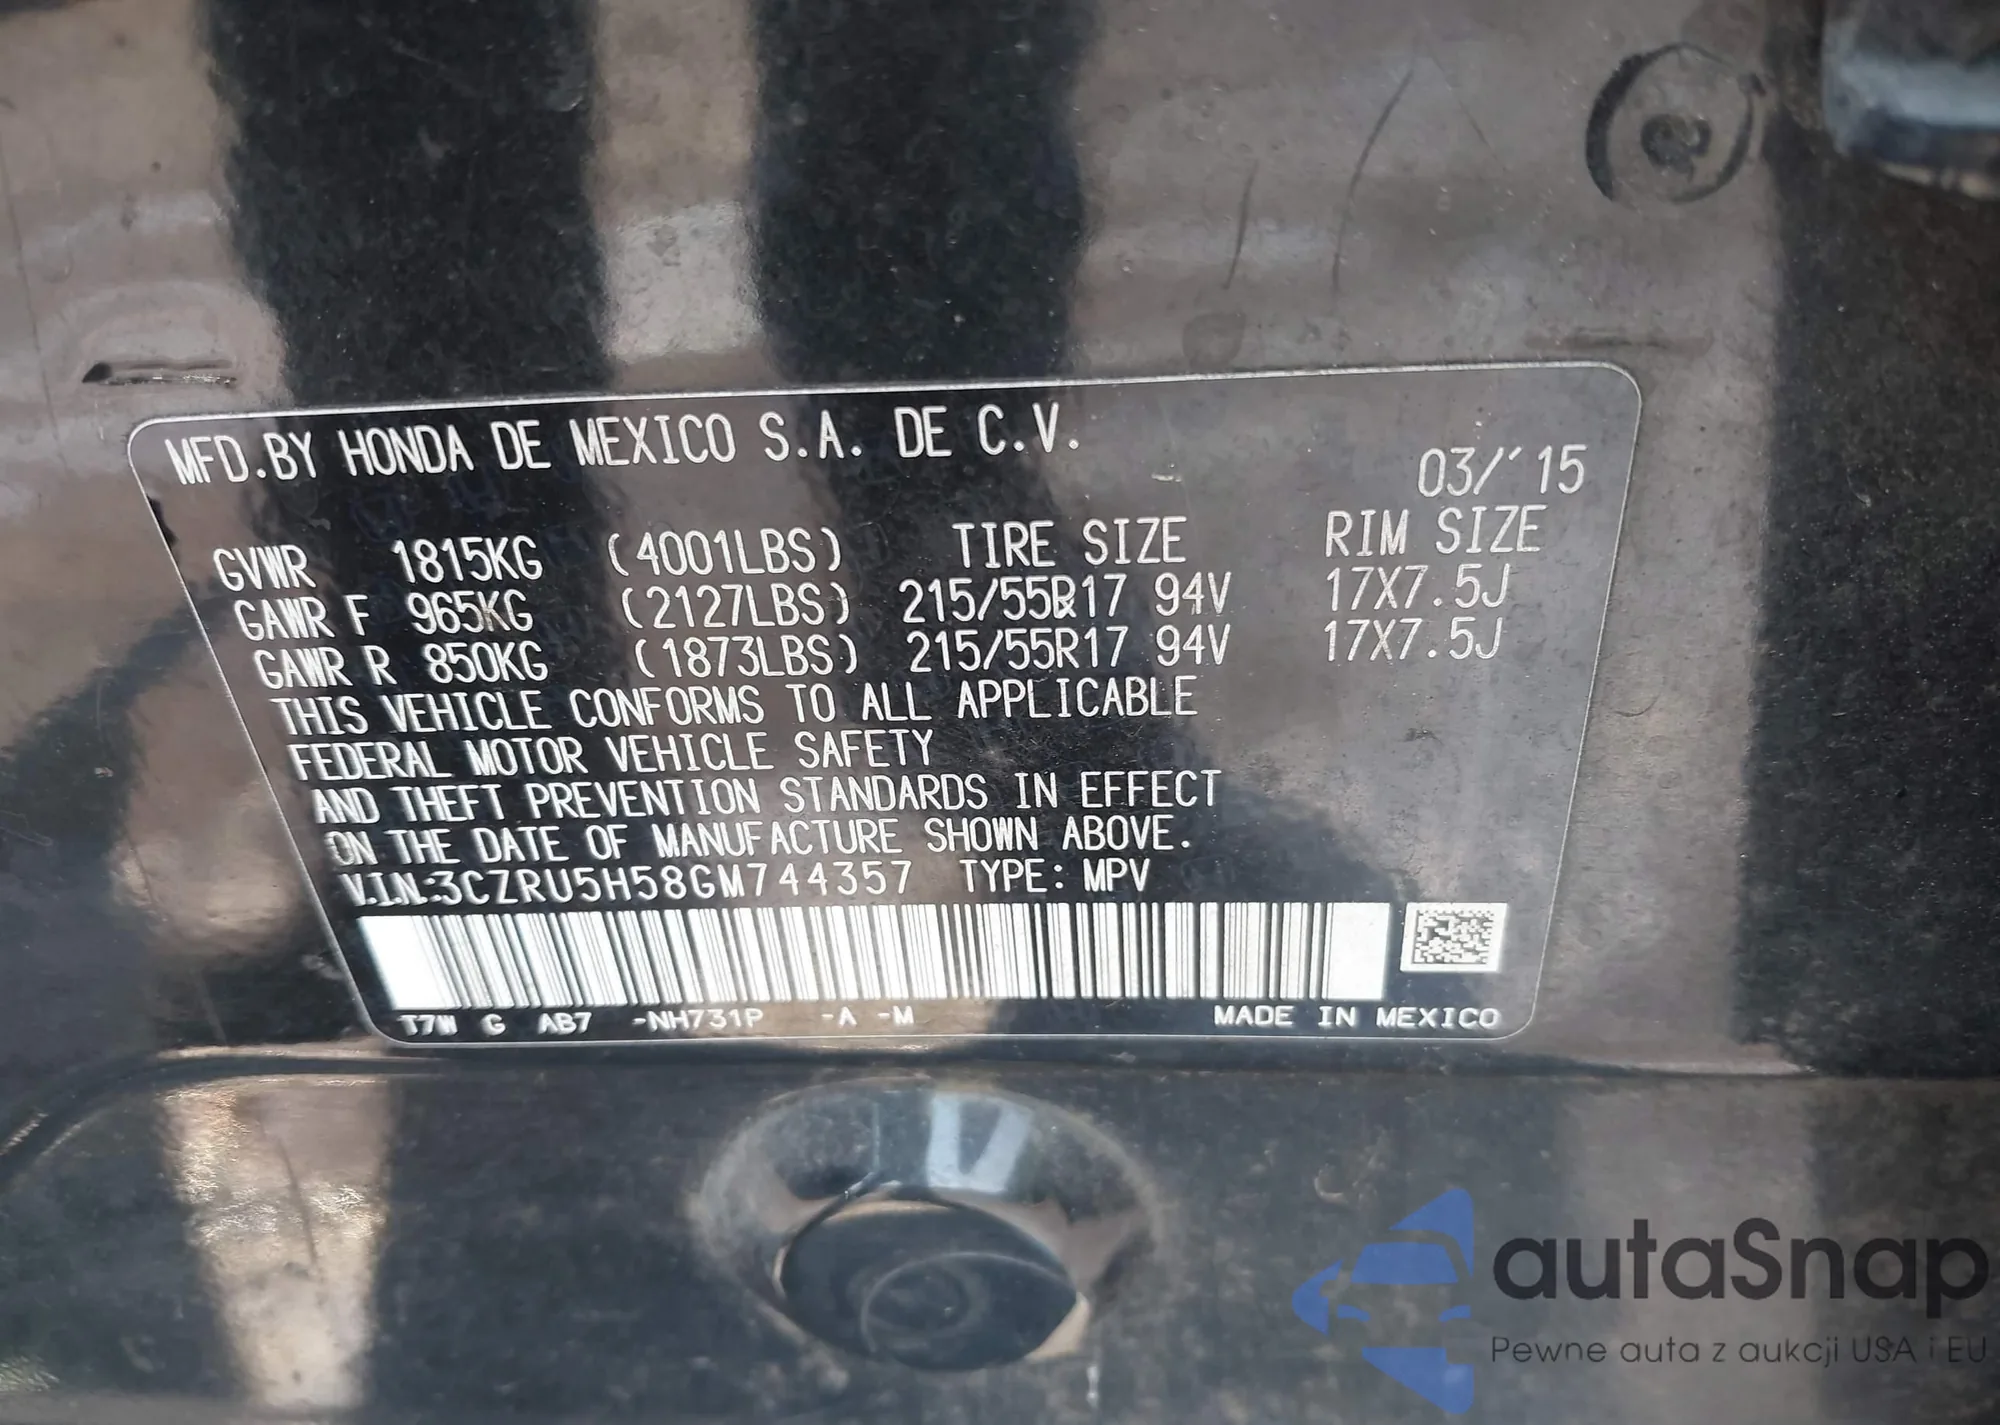 MFD.BY HONDA DE MEXICO S.A. DE C.V.
03/'15
GVWR 1815KG (4001LBS) TIRE SIZE RIM SIZE
GAWR F 965KG (2127LBS) 215/55R17 94V 17X7.5J
GAWR R 850KG (1873LBS) 215/55R17 94V 17X7.5J
THIS VEHICLE CONFORMS TO ALL APPLICABLE
FEDERAL MOTOR VEHICLE SAFETY
AND THEFT PREVENTION STANDARDS IN EFFECT
ON THE DATE OF MANUFACTURE SHOWN ABOVE.
V.I.N:3CZRU5H58GM744357 TYPE: MPV
T7W G AB7 -NH731P -A -M MADE IN MEXICO
autaSnap
Pewne auta z aukcji USA i EU